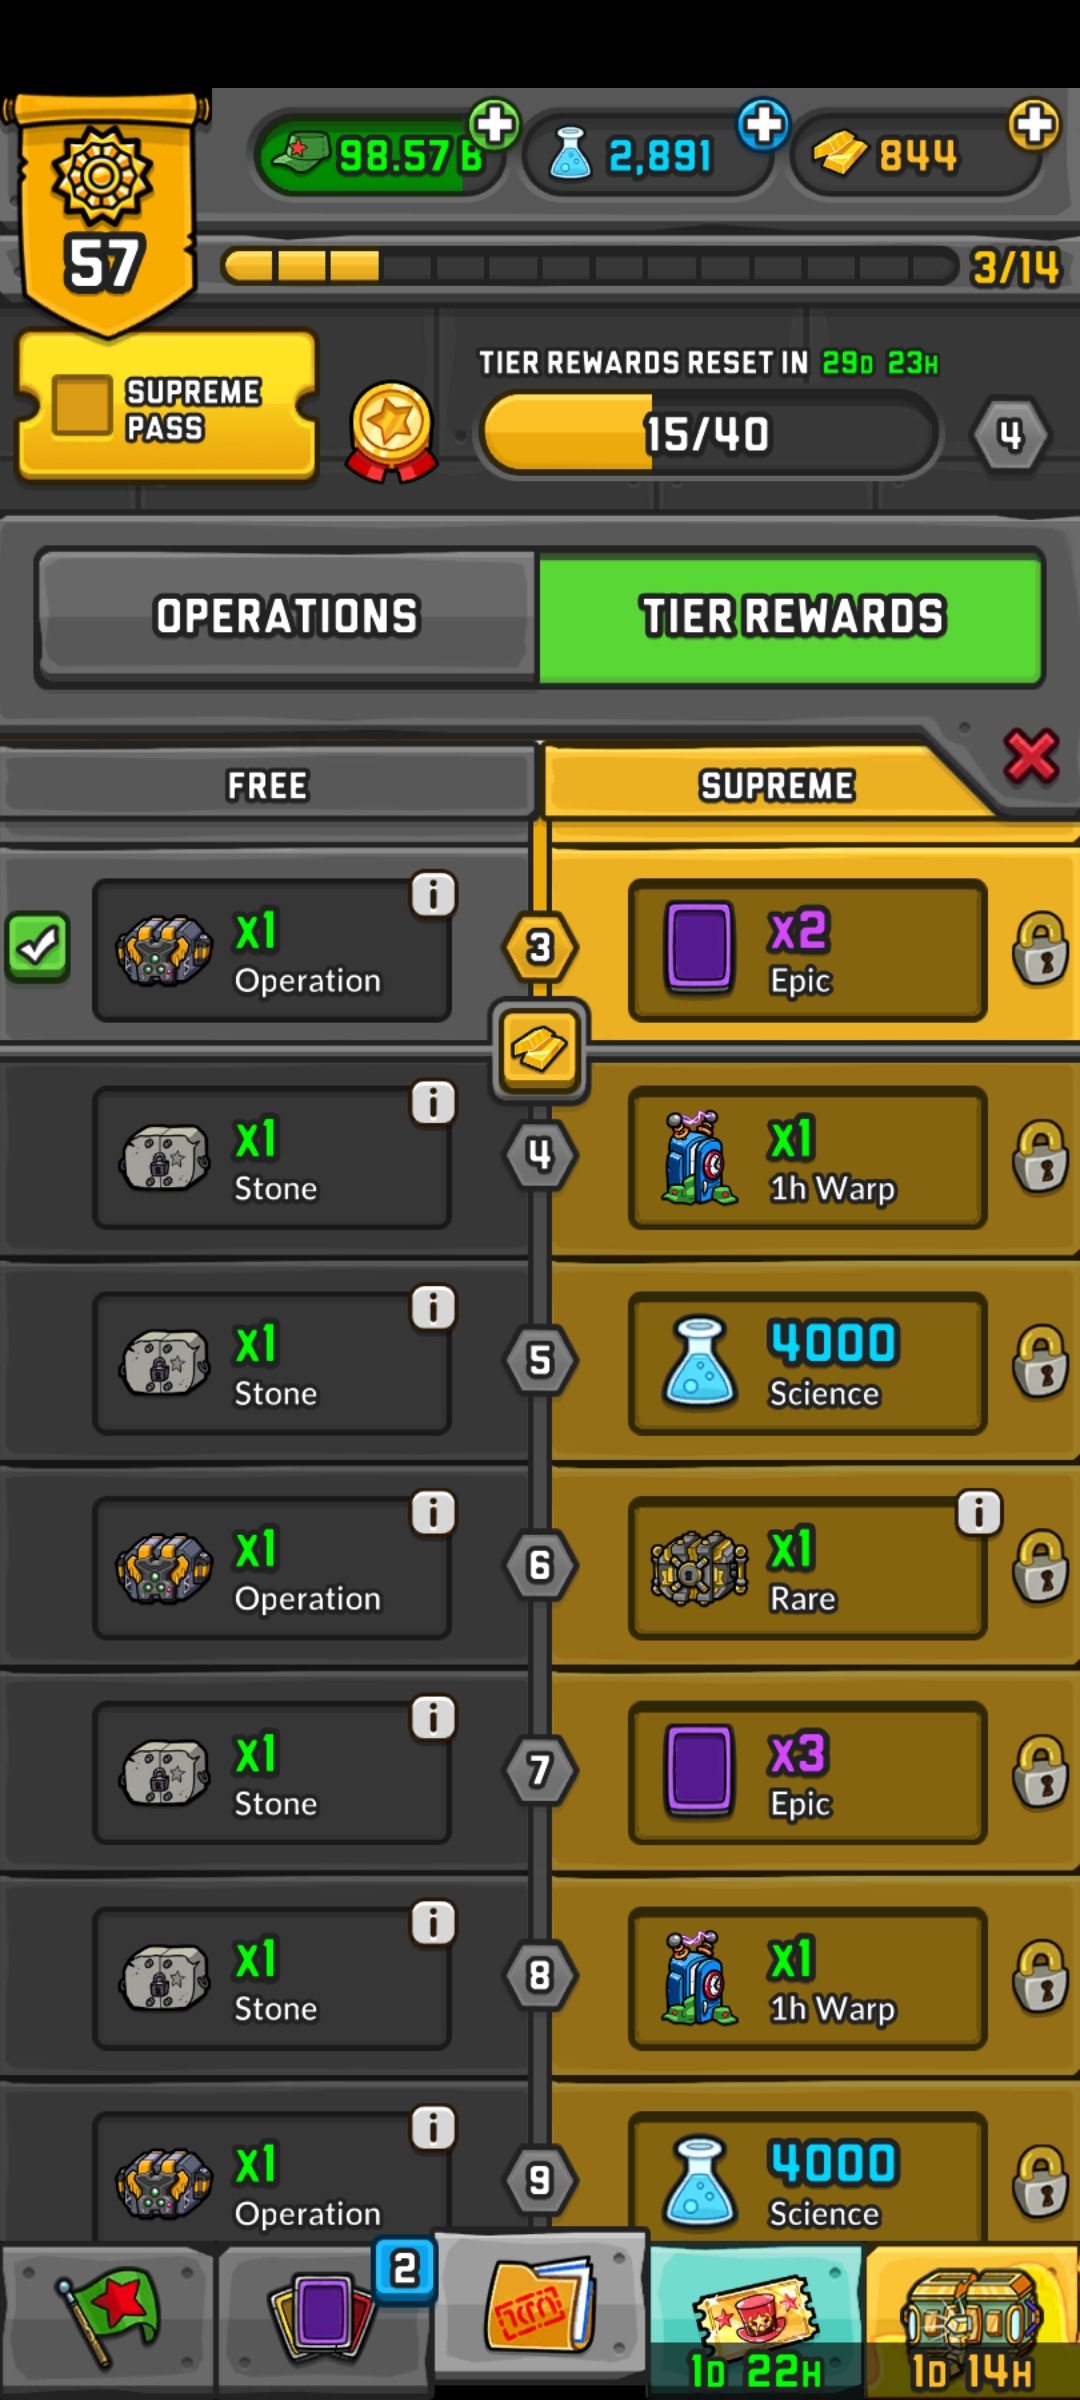 98.57B
2,891
844
57
3/14
TIER REWARDS RESET IN 29D 23H
SUPREME
PASS
15/40
4
OPERATIONS
TIER REWARDS
FREE
SUPREME
x1
Operation
3
x2
Epic
x1
Stone
4
x1
1h Warp
x1
Stone
5
4000
Science
x1
Operation
6
x1
Rare
x1
Stone
7
x3
Epic
x1
Stone
8
x1
1h Warp
x1
Operation
9
4000
Science
2
1D 22H
1D 14H